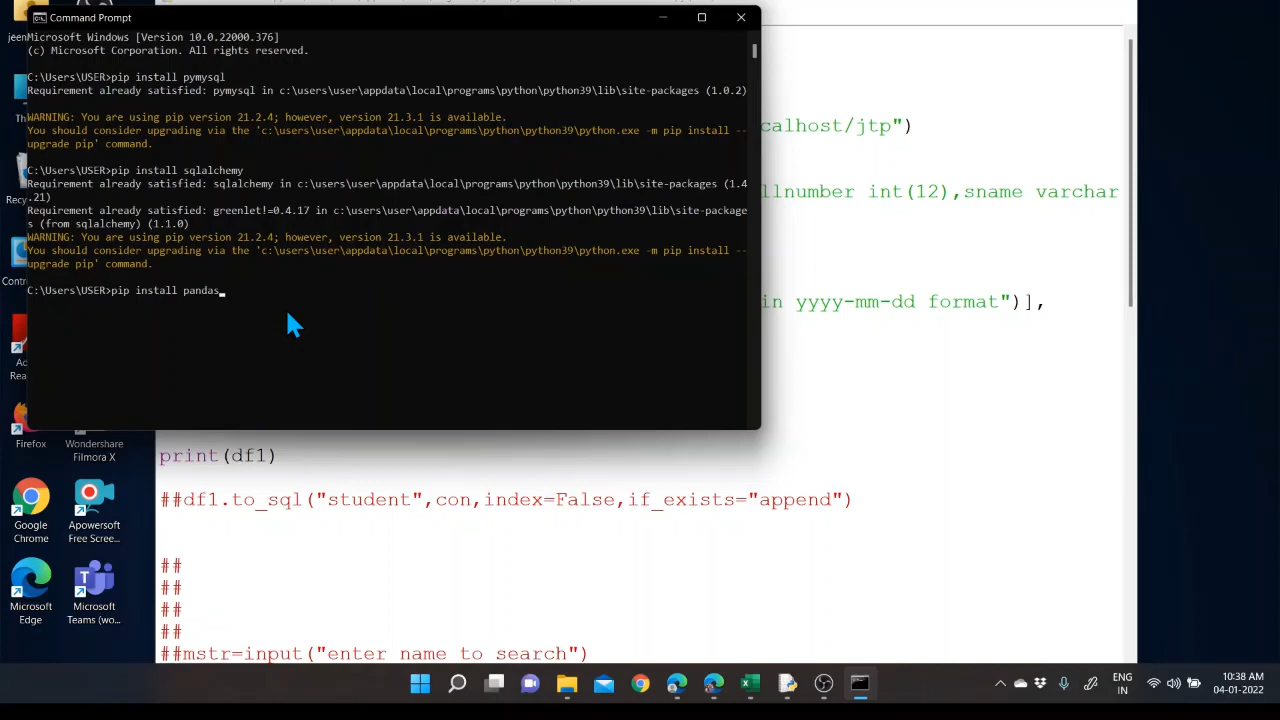 Command Prompt
Microsoft Windows [Version 10.0.22000.376]
(c) Microsoft Corporation. All rights reserved.
C:\Users\USER>pip install pymysql
Requirement already satisfied: pymysql in c:\users\user\appdata\local\programs\python\python39\lib\site-packages (1.0.2)
WARNING: You are using pip version 21.2.4; however, version 21.3.1 is available.
You should consider upgrading via the 'c:\users\user\appdata\local\programs\python\python39\python.exe -m pip install --
upgrade pip' command.
C:\Users\USER>pip install sqlalchemy
Requirement already satisfied: sqlalchemy in c:\users\user\appdata\local\programs\python\python39\lib\site-packages (1.4
.21)
Requirement already satisfied: greenlet!=0.4.17 in c:\users\user\appdata\local\programs\python\python39\lib\site-package
s (from sqlalchemy) (1.1.0)
WARNING: You are using pip version 21.2.4; however, version 21.3.1 is available.
You should consider upgrading via the 'c:\users\user\appdata\local\programs\python\python39\python.exe -m pip install --
upgrade pip' command.
C:\Users\USER>pip install pandas
calhost/jtp")
llnumber int(12),sname varchar
in yyyy-mm-dd format")],
print(df1)
##df1.to_sql("student",con,index=False,if_exists="append")
##
##
##
##
##mstr=input("enter name to search")
jeen
Th
Recyc
Contro
Ad
Rea
Firefox
Wondershare
Filmora X
Google
Chrome
Apowersoft
Free Scree...
Microsoft
Edge
Microsoft
Teams (wo...
ENG
IN
10:38 AM
04-01-2022